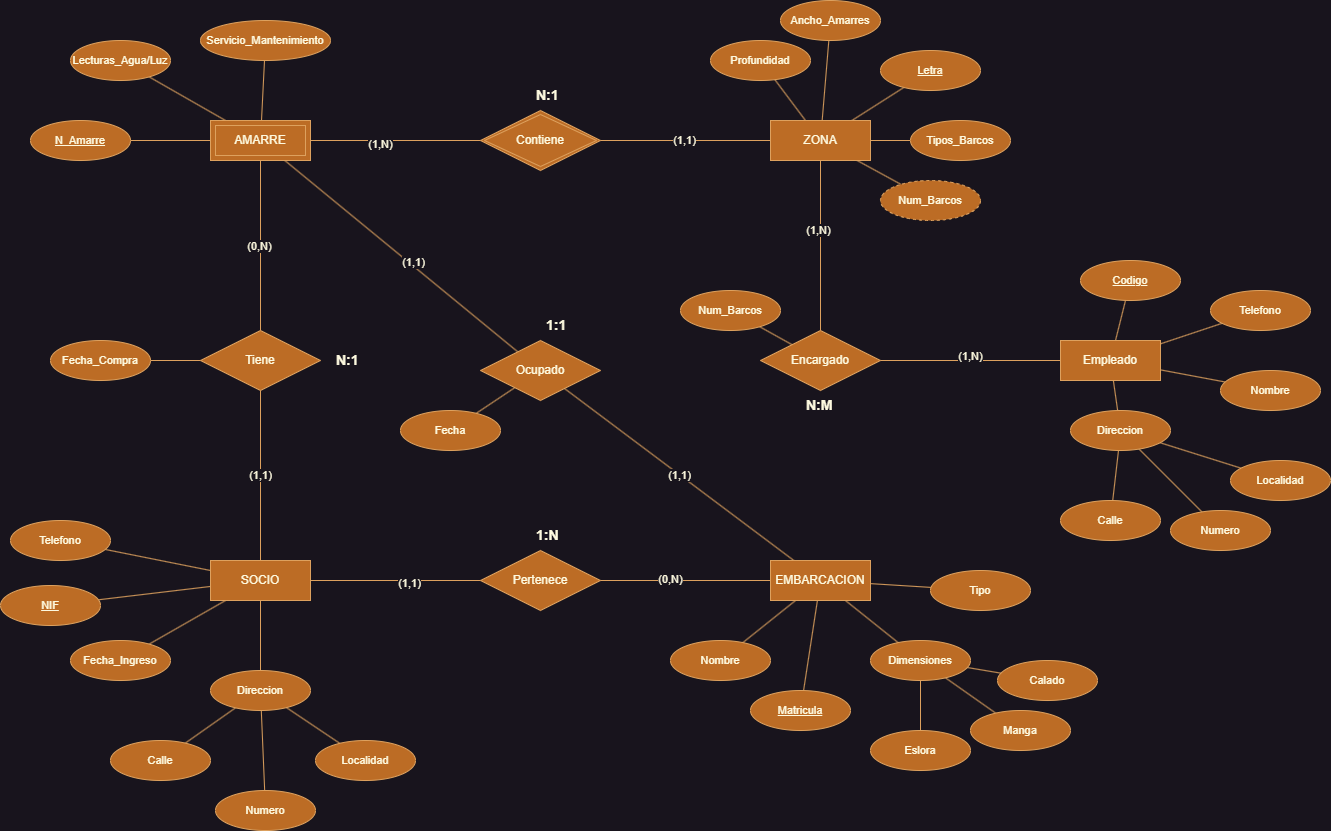 Ancho_Amarres
Servicio_Mantenimiento
Lecturas_Agua/Luz
Profundidad
Letra
N:1
N_Amarre
AMARRE
(1,N)
Contiene
(1,1)
ZONA
Tipos_Barcos
Num_Barcos
(1,N)
(0,N)
(1,1)
Codigo
Num_Barcos
Telefono
1:1
Fecha_Compra
Tiene
N:1
Ocupado
Encargado
(1,N)
Empleado
Nombre
N:M
Fecha
Direccion
(1,1)
(1,1)
Localidad
Calle
Numero
Telefono
1:N
SOCIO
(1,1)
Pertenece
(0,N)
EMBARCACION
Tipo
NIF
Fecha_Ingreso
Nombre
Dimensiones
Calado
Direccion
Matricula
Manga
Eslora
Calle
Localidad
Numero